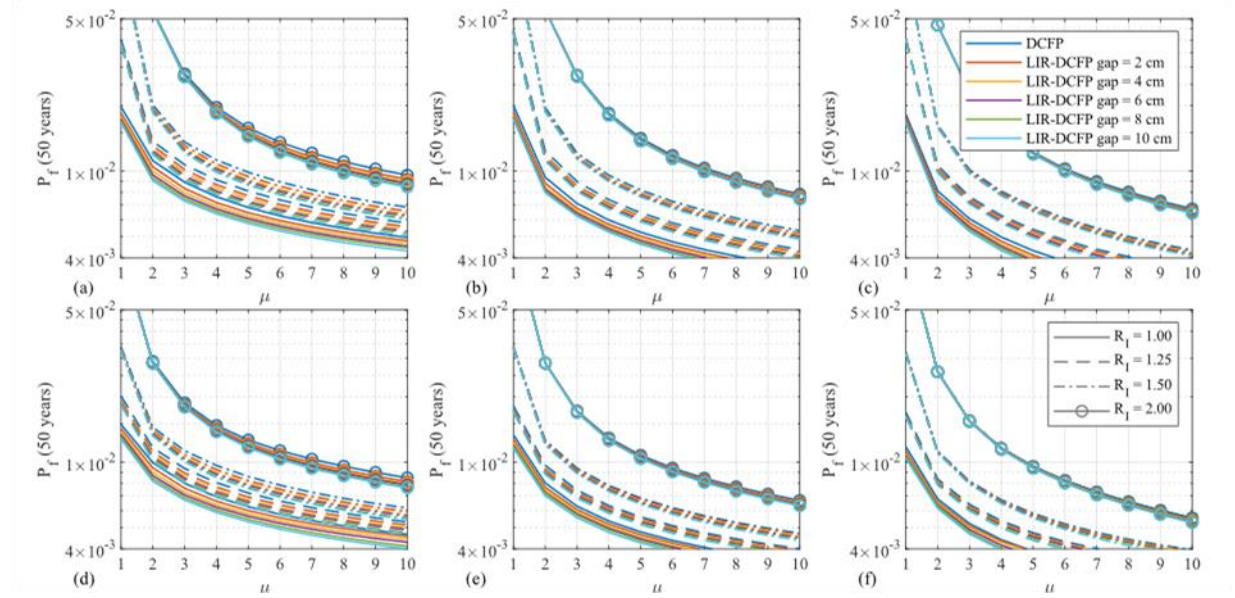 5×10⁻²
P_f (50 years)
1×10⁻²
4×10⁻³
1 2 3 4 5 6 7 8 9 10
(a)
μ
5×10⁻²
P_f (50 years)
1×10⁻²
4×10⁻³
1 2 3 4 5 6 7 8 9 10
(b)
μ
5×10⁻²
P_f (50 years)
1×10⁻²
4×10⁻³
1 2 3 4 5 6 7 8 9 10
(c)
μ
DCFP
LIR-DCFP gap = 2 cm
LIR-DCFP gap = 4 cm
LIR-DCFP gap = 6 cm
LIR-DCFP gap = 8 cm
LIR-DCFP gap = 10 cm
5×10⁻²
P_f (50 years)
1×10⁻²
4×10⁻³
1 2 3 4 5 6 7 8 9 10
(d)
μ
5×10⁻²
P_f (50 years)
1×10⁻²
4×10⁻³
1 2 3 4 5 6 7 8 9 10
(e)
μ
5×10⁻²
P_f (50 years)
1×10⁻²
4×10⁻³
1 2 3 4 5 6 7 8 9 10
(f)
μ
R_I = 1.00
R_I = 1.25
R_I = 1.50
R_I = 2.00